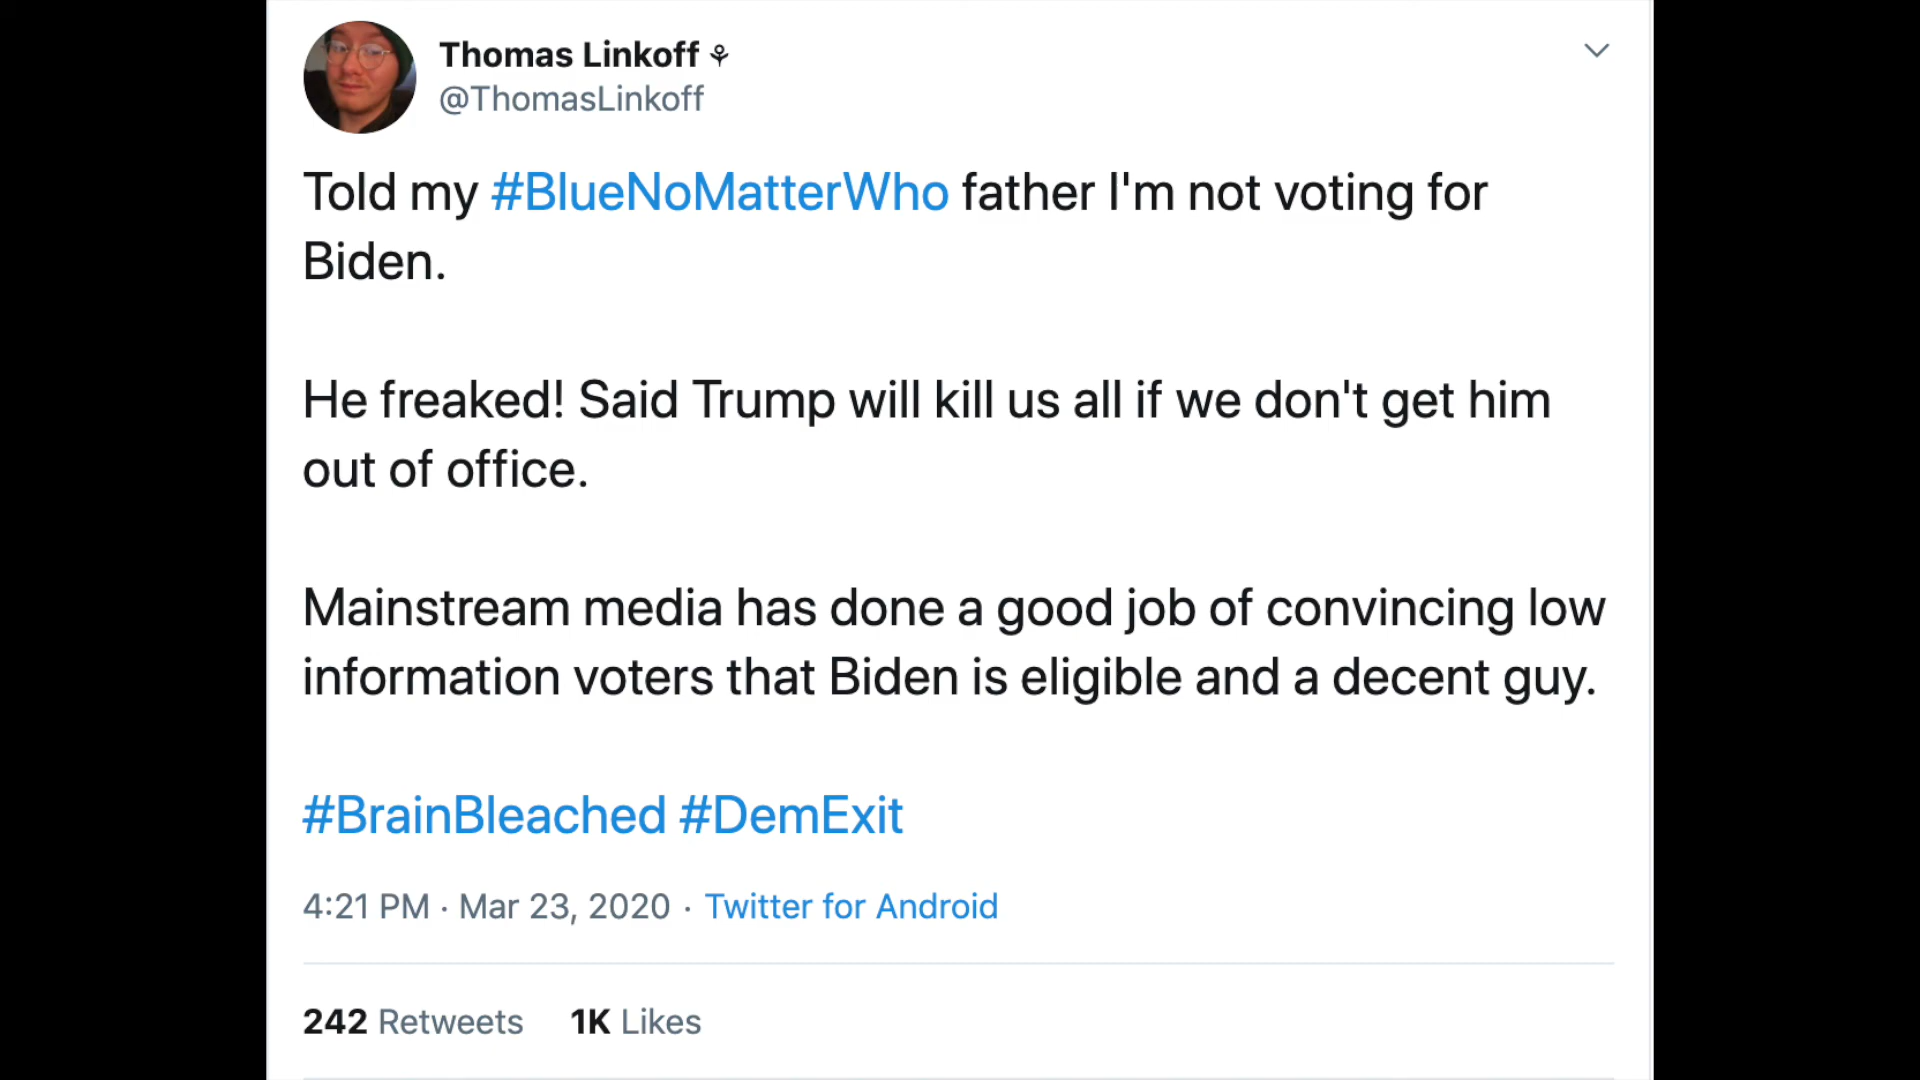 Thomas Linkoff ⚘
@ThomasLinkoff
Told my #BlueNoMatterWho father I'm not voting for
Biden.
He freaked! Said Trump will kill us all if we don't get him
out of office.
Mainstream media has done a good job of convincing low
information voters that Biden is eligible and a decent guy.
#BrainBleached #DemExit
4:21 PM · Mar 23, 2020 · Twitter for Android
242 Retweets 1K Likes